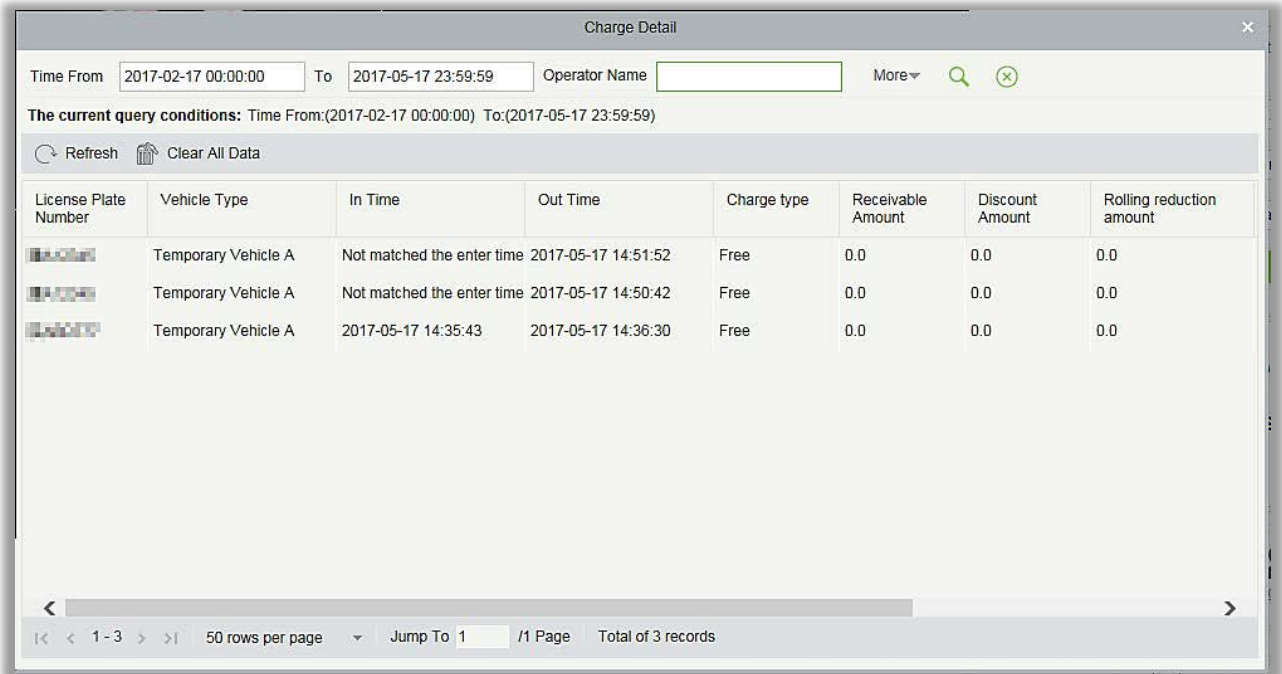 Charge Detail
Time From 2017-02-17 00:00:00 To 2017-05-17 23:59:59 Operator Name More
The current query conditions: Time From:(2017-02-17 00:00:00) To:(2017-05-17 23:59:59)
Refresh Clear All Data
License Plate Number Vehicle Type In Time Out Time Charge type Receivable Amount Discount Amount Rolling reduction amount
Temporary Vehicle A Not matched the enter time 2017-05-17 14:51:52 Free 0.0 0.0 0.0
Temporary Vehicle A Not matched the enter time 2017-05-17 14:50:42 Free 0.0 0.0 0.0
Temporary Vehicle A 2017-05-17 14:35:43 2017-05-17 14:36:30 Free 0.0 0.0 0.0
1 - 3 50 rows per page Jump To 1 /1 Page Total of 3 records